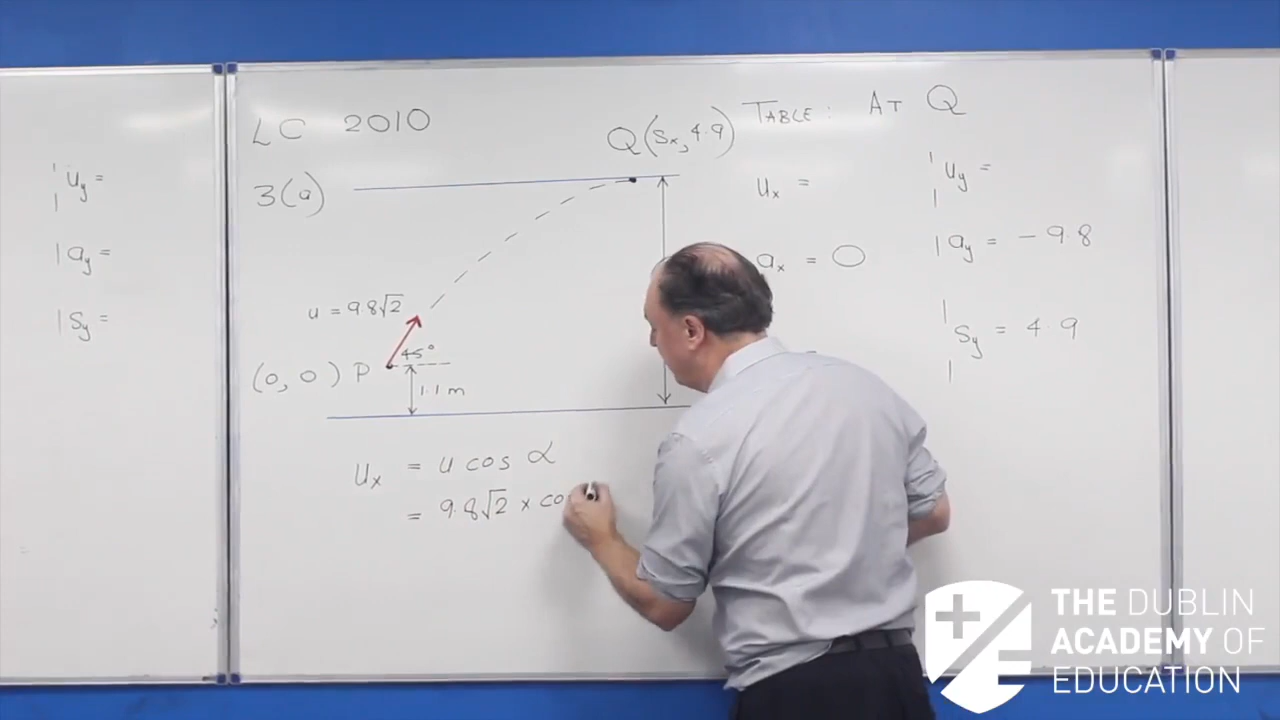 LC 2010
3(a)
Q(Sx, 4.9)
u = 9.8√2
45°
(0, 0) P
1.1 m
Ux = u cos α
= 9.8√2 × co
TABLE: AT Q
Ux =
ax = 0
Uy =
ay = -9.8
Sy = 4.9
Uy =
ay =
Sy =
THE DUBLIN
ACADEMY OF
EDUCATION